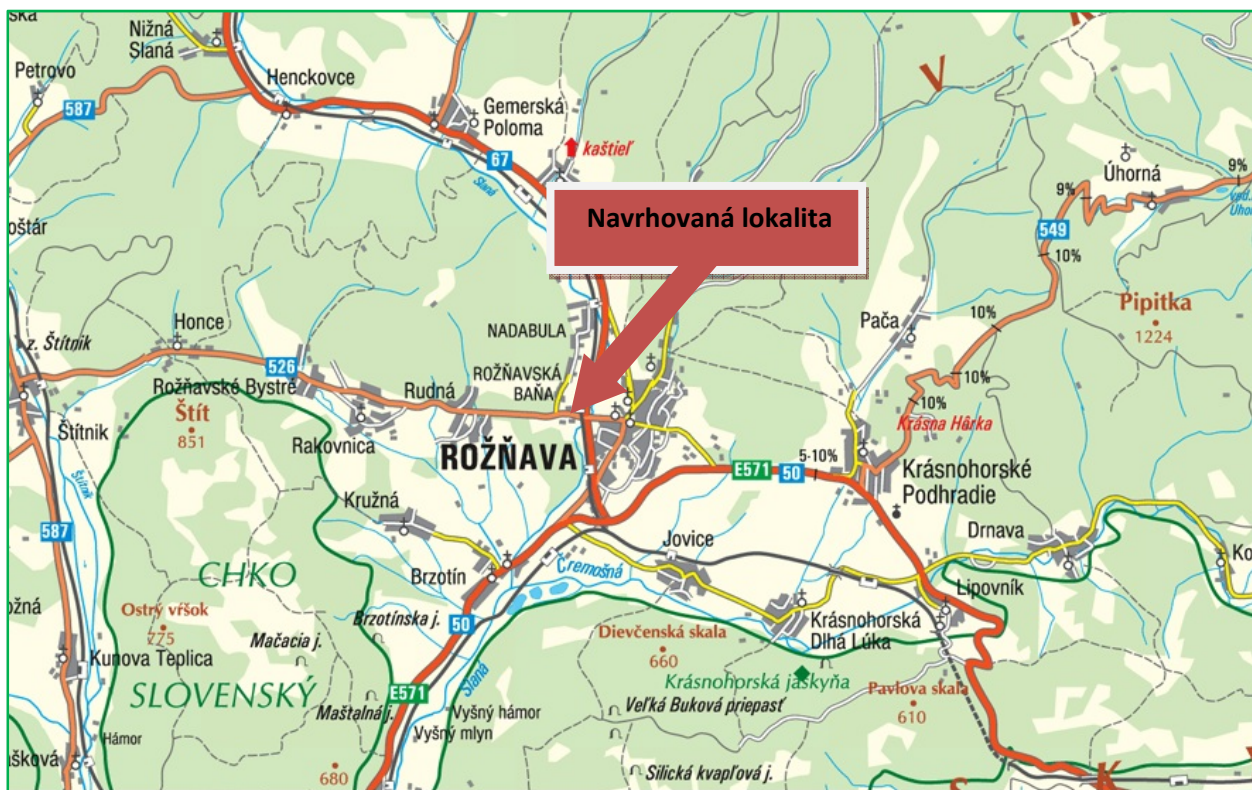 Nižná
Slaná
Petrovo
587
Henckovce
Gemerská
Poloma
67
Slaná
kaštieľ
V
Úhorná
9%
9%
549
10%
Navrhovaná lokalita
Pipitka
1224
Honce
z. Štítnik
526
Rožňavské Bystré
Štít
851
Štítnik
Štítnik
Rudná
Rakovnica
NADABULA
ROŽŇAVSKÁ
BAŇA
ROŽŇAVA
Pača
10%
10%
10%
Krásna Hôrka
5-10%
E571
50
Krásnohorské
Podhradie
Kružná
587
Brzotín
Jovice
Čremošná
Drnava
Lipovník
CHKO
SLOVENSKÝ
Ostrý vŕšok
775
Mačacia j.
Brzotínska j.
50
Kunova Teplica
Dievčenská skala
660
Krásnohorská
Dlhá Lúka
Krásnohorská jaskyňa
Pavlova skala
610
Maštalná j.
E571
Slaná
Vyšný hámor
Vyšný mlyn
Veľká Buková priepasť
Hámor
680
Silická kvapľová j.
S
K